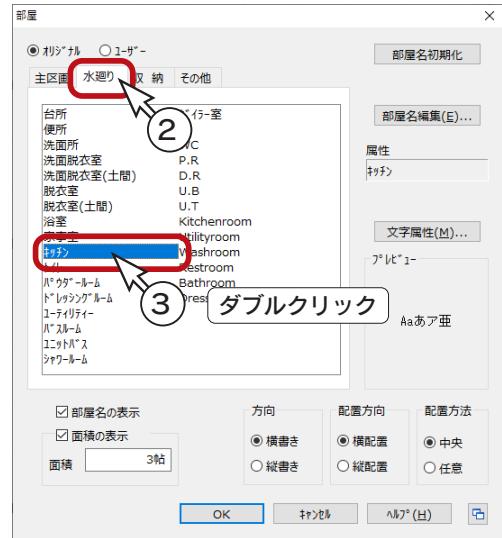 部屋
ｵﾘｼﾞﾅﾙ ﾕｰｻﾞｰ
部屋名初期化
主区画 水廻り 収 納 その他
②
台所
便所
洗面所
洗面脱衣室
洗面脱衣室(土間)
脱衣室
脱衣室(土間)
浴室
家事室
ｷｯﾁﾝ
ﾄｲﾚ
ﾊﾟｳﾀﾞｰﾙｰﾑ
ﾄﾞﾚｯｼﾝｸﾞﾙｰﾑ
ﾕｰﾃｨﾘﾃｨｰ
ﾊﾞｽﾙｰﾑ
ﾕﾆｯﾄﾊﾞｽ
ｼｬﾜｰﾙｰﾑ
ﾎﾞｲﾗｰ室
WC
P.R
D.R
U.B
U.T
Kitchenroom
Utilityroom
Washroom
Restroom
Bathroom
③ ダブルクリック
部屋名編集(E)...
属性
ｷｯﾁﾝ
文字属性(M)...
ﾌﾟﾚﾋﾞｭｰ
Aaあア亜
部屋名の表示
面積の表示
面積 3帖
方向
横書き
縦書き
配置方向
横配置
縦配置
配置方法
中央
任意
OK ｷｬﾝｾﾙ ﾍﾙﾌﾟ(H)